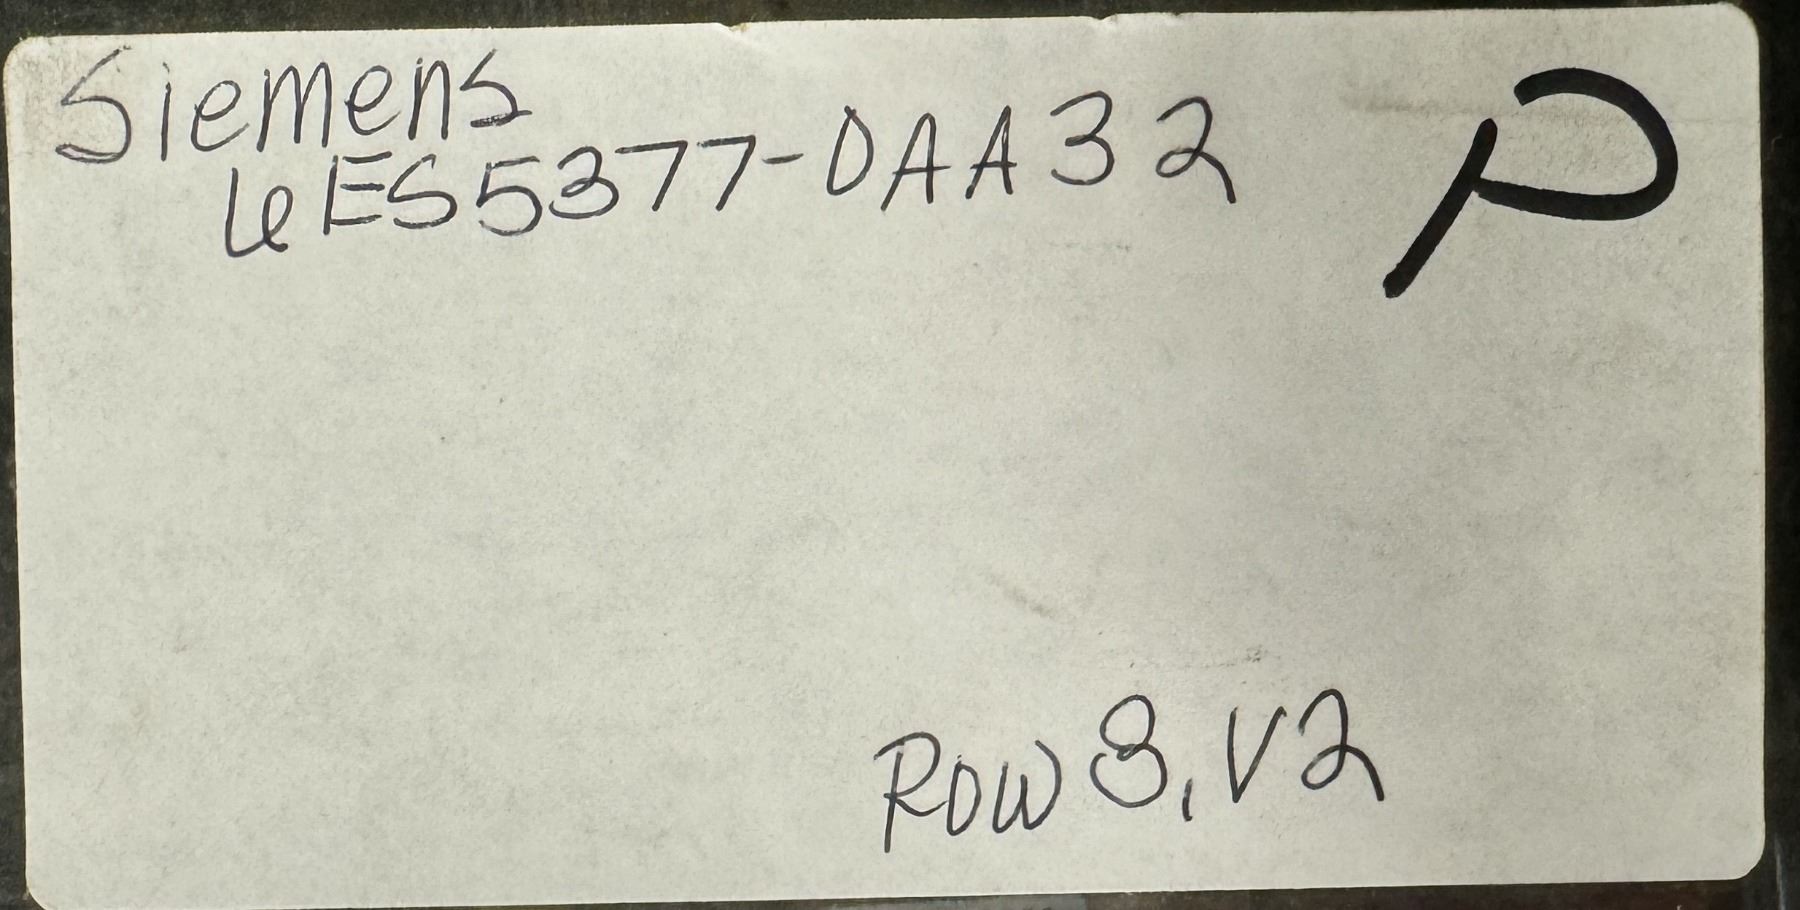 Siemens
6ES5377-0AA32
P
Row 8, V2